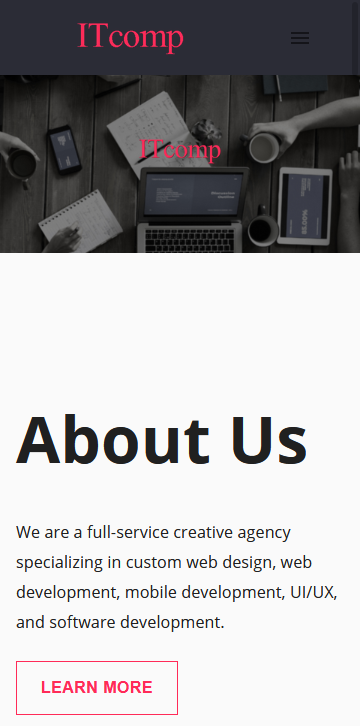 ITcomp
ITcomp
About Us
We are a full-service creative agency
specializing in custom web design, web
development, mobile development, UI/UX,
and software development.
LEARN MORE